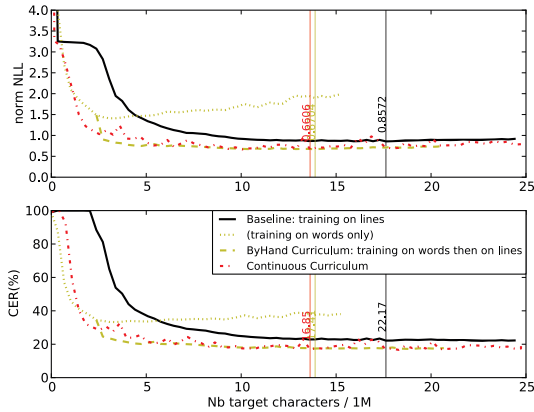 4.0
3.5
3.0
2.5
2.0
1.5
1.0
0.5
0.0
norm NLL
0.6606
0.8572
0 5 10 15 20 25
100
80
60
40
20
0
CER(%)
Baseline: training on lines
(training on words only)
ByHand Curriculum: training on words then on lines
Continuous Curriculum
16.85
22.17
0 5 10 15 20 25
Nb target characters / 1M